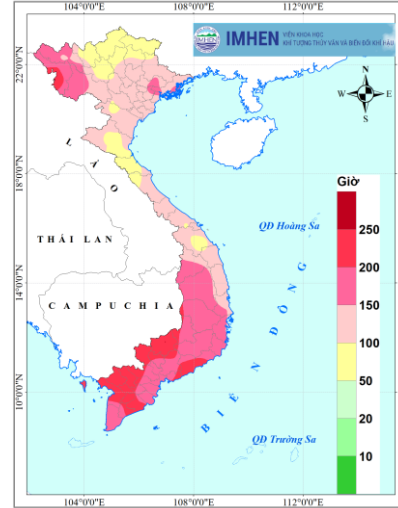 104°0'0"E 108°0'0"E 112°0'0"E
IMHEN VIỆN KHOA HỌC
KHÍ TƯỢNG THỦY VĂN VÀ BIẾN ĐỔI KHÍ HẬU
22°0'0"N
N
W E
S
LÀO
18°0'0"N
Giờ
QĐ Hoàng Sa
250
THÁI LAN
200
14°0'0"N
CAMPUCHIA
150
100
BIỂN ĐÔNG
50
10°0'0"N
20
QĐ Trường Sa
10
104°0'0"E 108°0'0"E 112°0'0"E